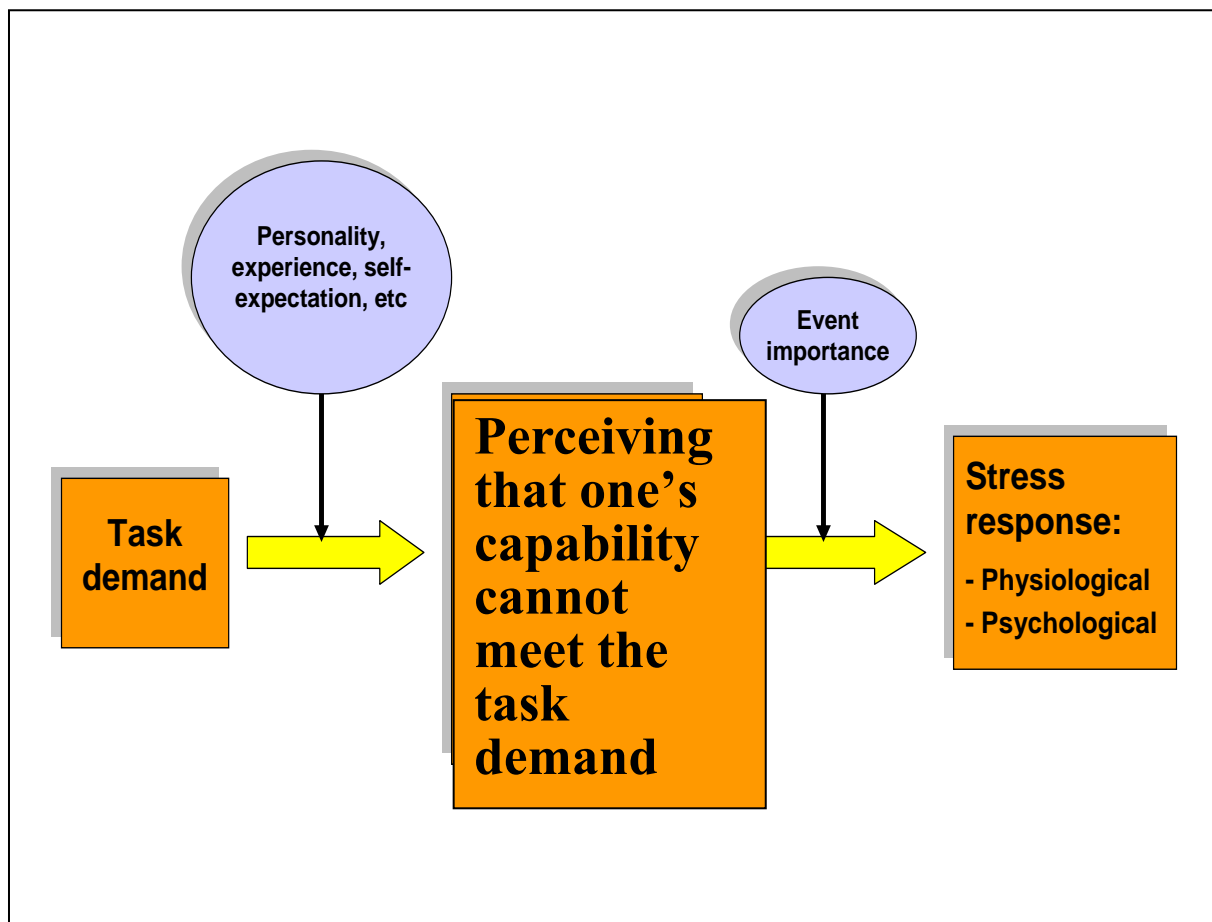 Personality,
experience, self-
expectation, etc
Event
importance
Task
demand
Perceiving
that one’s
capability
cannot
meet the
task
demand
Stress
response:
- Physiological
- Psychological